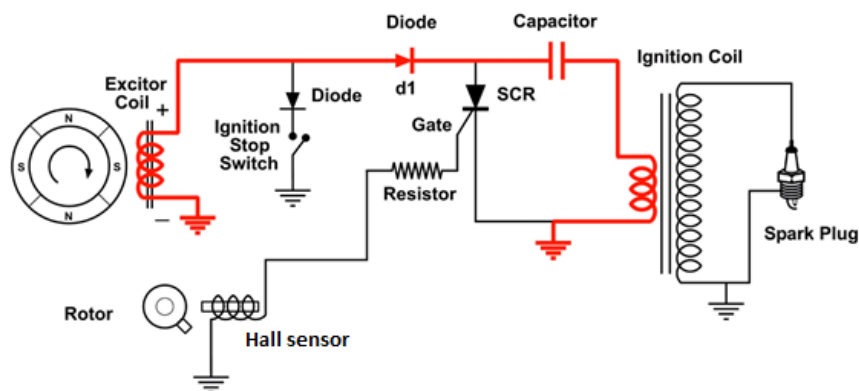 Diode
Capacitor
Ignition Coil
Excitor
Coil
+
Diode
d1
SCR
Ignition
Stop
Switch
Gate
N
S
S
N
Resistor
–
Spark Plug
Rotor
Hall sensor